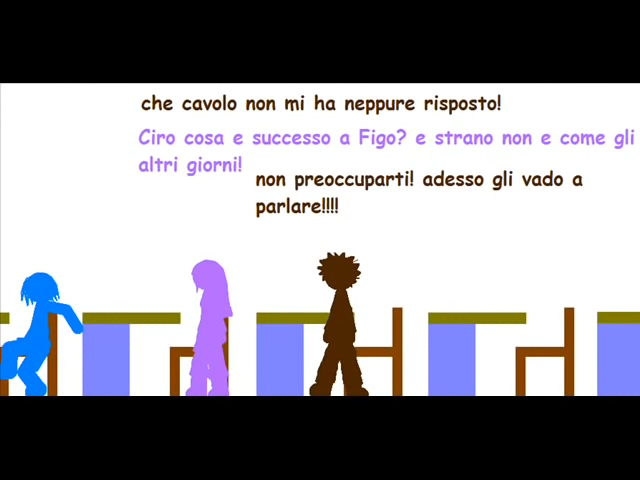 che cavolo non mi ha neppure risposto!
Ciro cosa e successo a Figo? e strano non e come gli
altri giorni!
non preoccuparti! adesso gli vado a
parlare!!!!